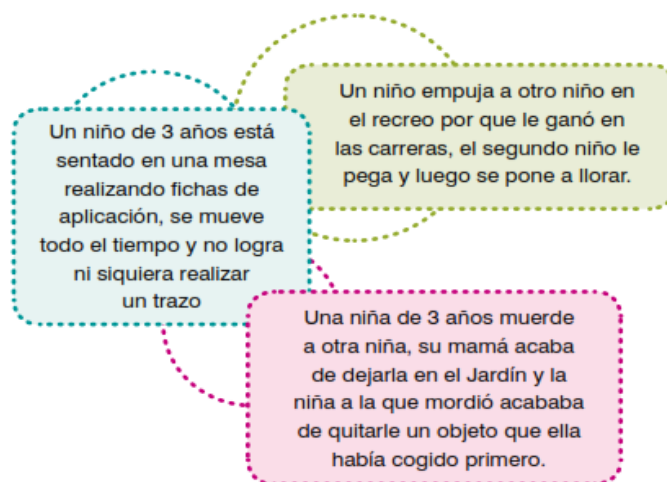 Un niño de 3 años está
sentado en una mesa
realizando fichas de
aplicación, se mueve
todo el tiempo y no logra
ni siquiera realizar
un trazo
Un niño empuja a otro niño en
el recreo por que le ganó en
las carreras, el segundo niño le
pega y luego se pone a llorar.
Una niña de 3 años muerde
a otra niña, su mamá acaba
de dejarla en el Jardín y la
niña a la que mordió acababa
de quitarle un objeto que ella
había cogido primero.